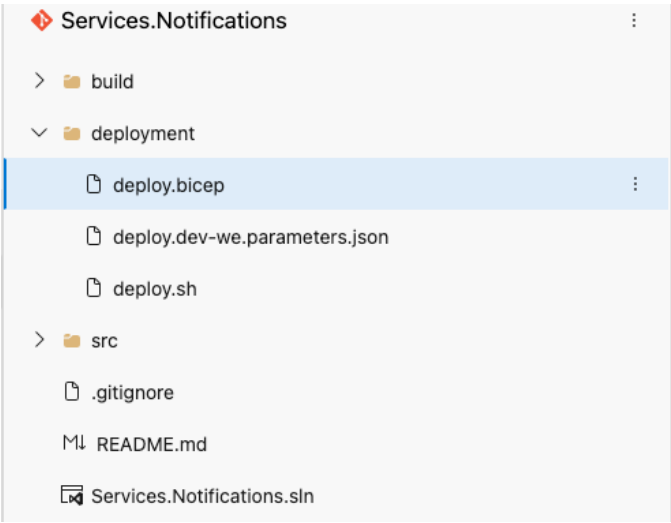 Services.Notifications
build
deployment
deploy.bicep
deploy.dev-we.parameters.json
deploy.sh
src
.gitignore
M↓ README.md
Services.Notifications.sln